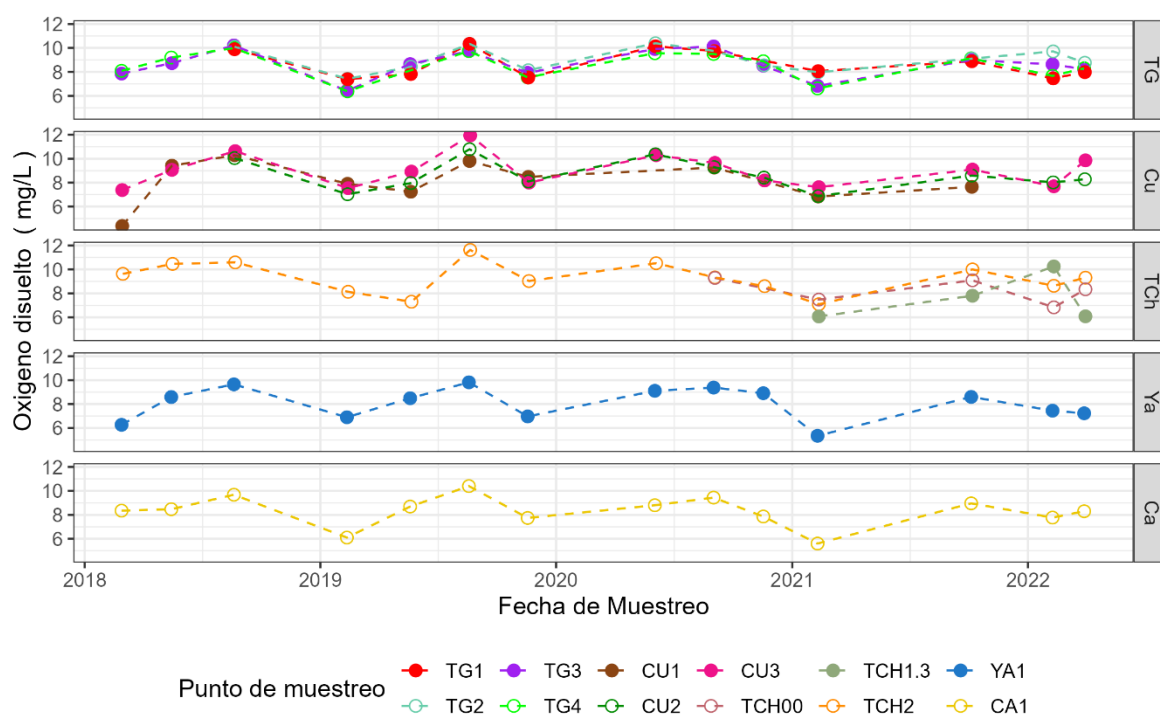 Oxigeno disuelto ( mg/L )
12
10
8
6
TG
12
10
8
6
Cu
12
10
8
6
TCh
12
10
8
6
Ya
12
10
8
6
Ca
2018 2019 2020 2021 2022
Fecha de Muestreo
Punto de muestreo
TG1 TG3 CU1 CU3 TCH1.3 YA1
TG2 TG4 CU2 TCH00 TCH2 CA1